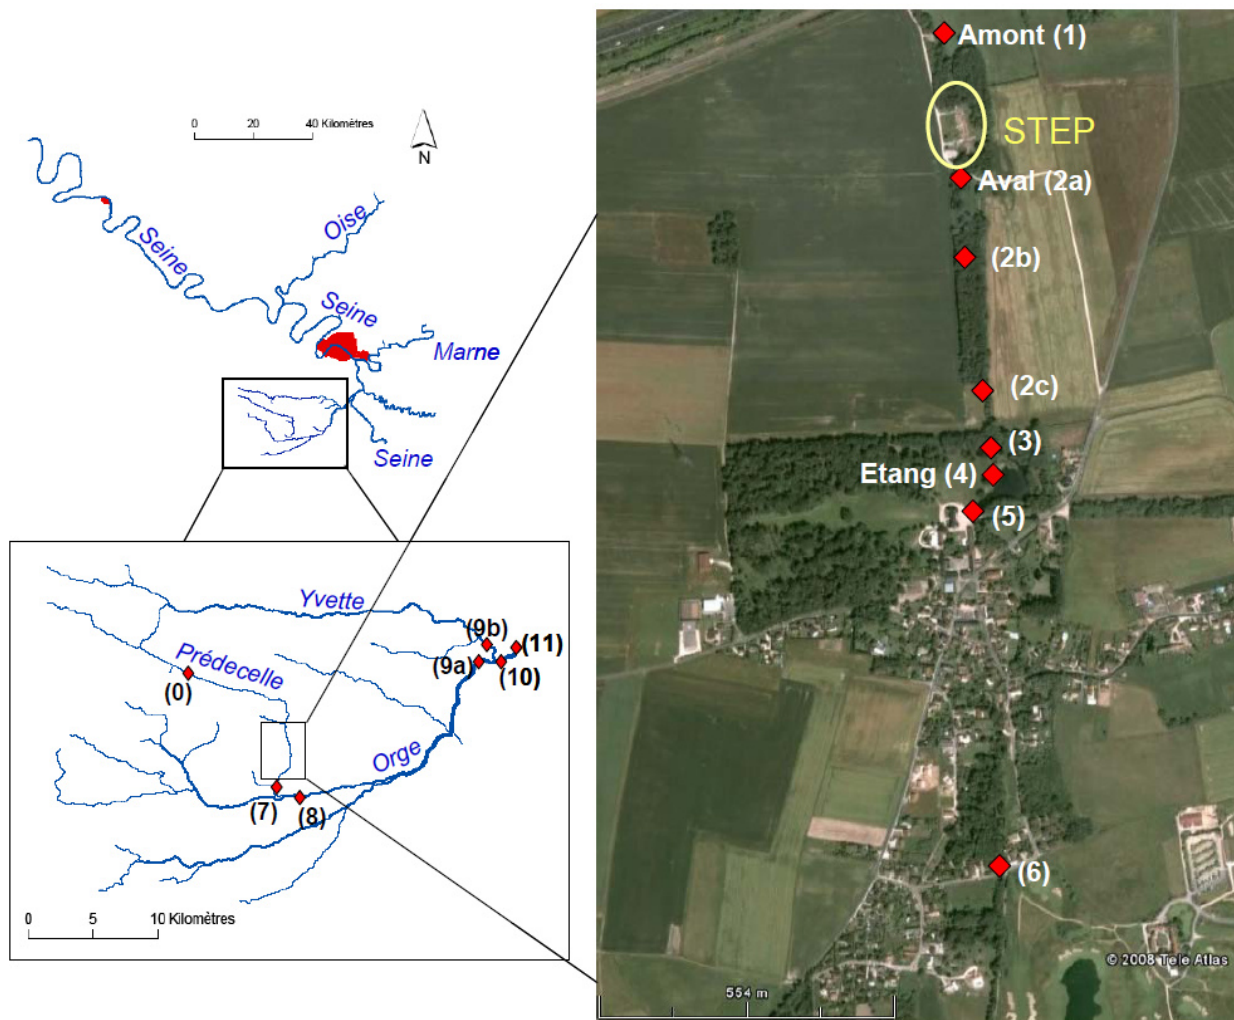 0 20 40 Kilomètres
N
Oise
Seine
Seine
Marne
Seine
Yvette
(9b)
(11)
Prédecelle
(9a)
(10)
(0)
Orge
(7)
(8)
0 5 10 Kilomètres
Amont (1)
STEP
Aval (2a)
(2b)
(2c)
(3)
Etang (4)
(5)
(6)
© 2008 Tele Atlas
554 m